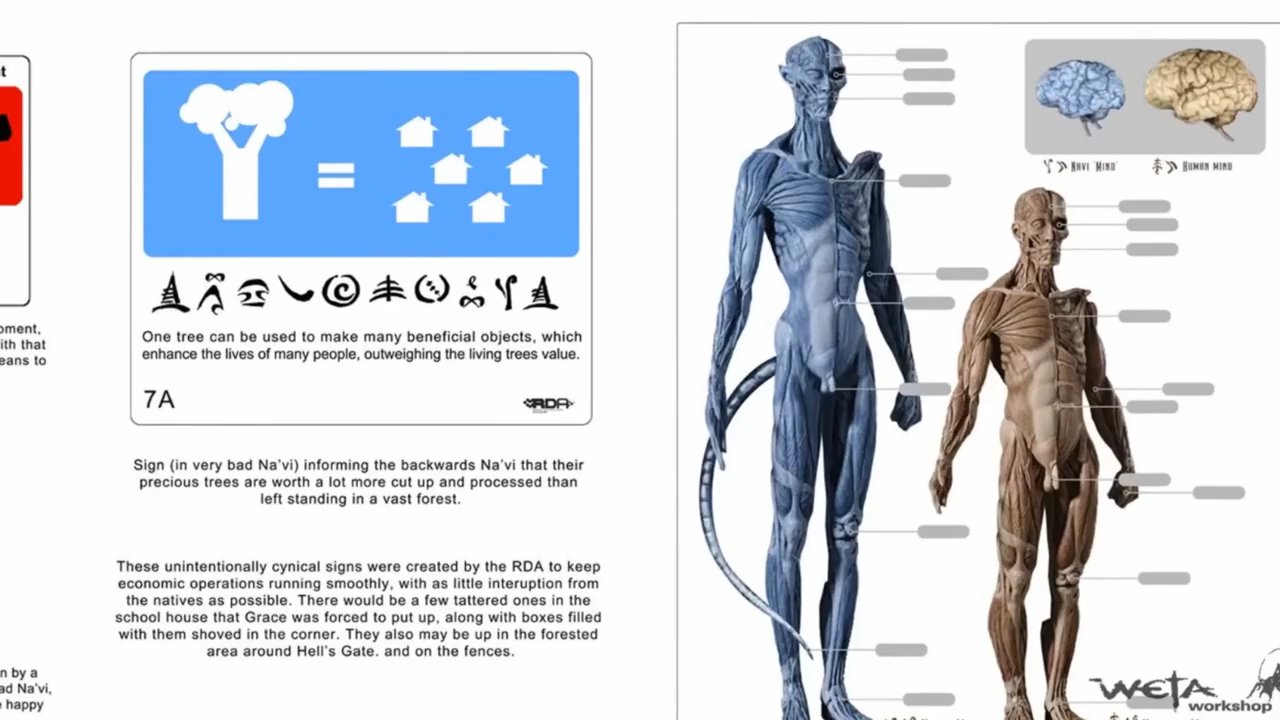 t
oment,
ith that
eans to
One tree can be used to make many beneficial objects, which
enhance the lives of many people, outweighing the living trees value.
7A
RDA
Sign (in very bad Na’vi) informing the backwards Na’vi that their
precious trees are worth a lot more cut up and processed than
left standing in a vast forest.
These unintentionally cynical signs were created by the RDA to keep
economic operations running smoothly, with as little interuption from
the natives as possible. There would be a few tattered ones in the
school house that Grace was forced to put up, along with boxes filled
with them shoved in the corner. They also may be up in the forested
area around Hell’s Gate. and on the fences.
n by a
ad Na’vi,
e happy
Navi 'Mind'
Human mind
WETA
workshop